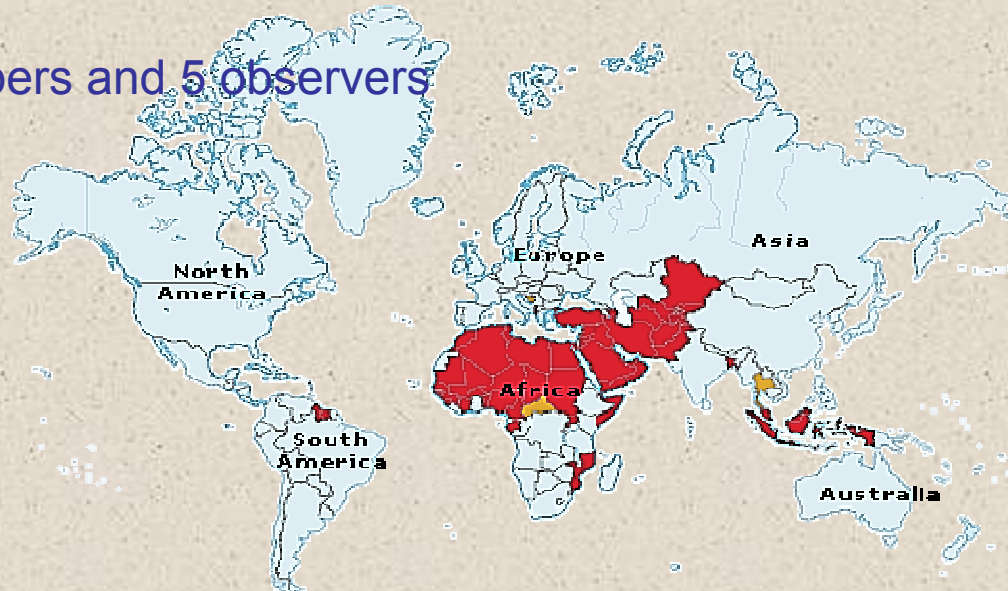 bers and 5 observers
Asia
Europe
North
America
Africa
South
America
Australia